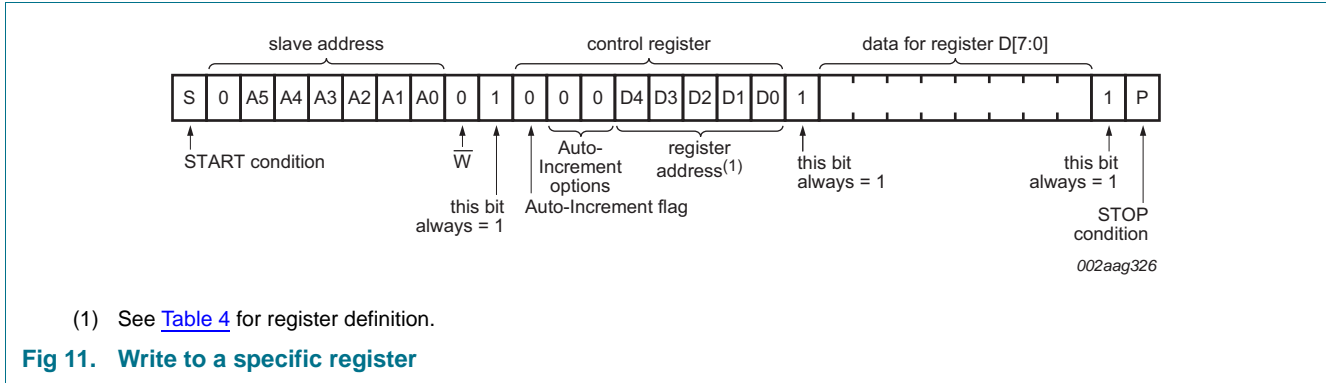 slave address control register data for register D[7:0]
S 0 A5 A4 A3 A2 A1 A0 0 1 0 0 0 D4 D3 D2 D1 D0 1 1 P
START condition
W
this bit
always = 1
Auto-Increment flag
Auto-
Increment
options
register
address(1)
this bit
always = 1
this bit
always = 1
STOP
condition
002aag326
(1) See Table 4 for register definition.
Fig 11. Write to a specific register